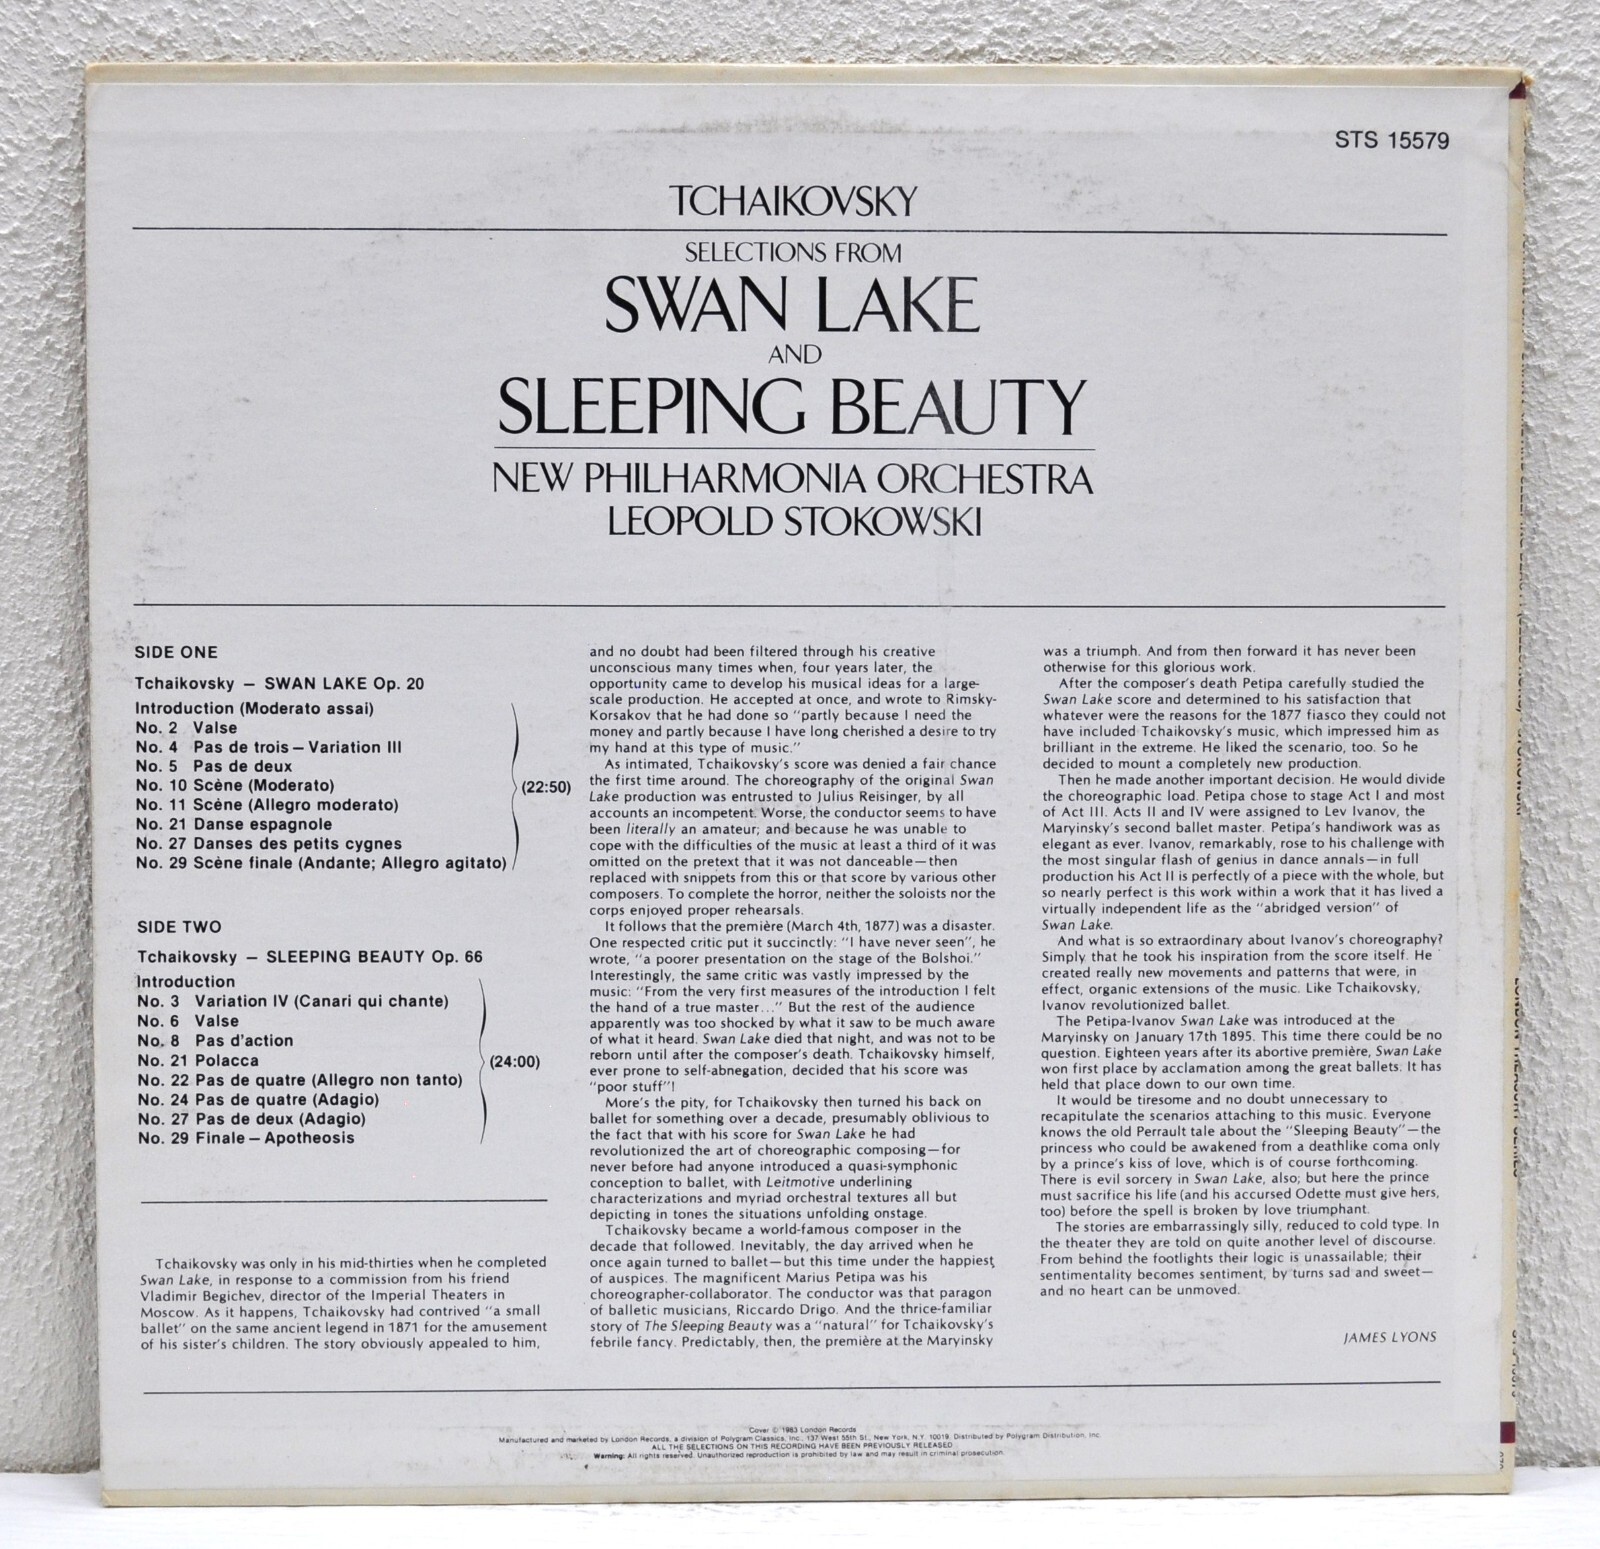 STS 15579
TCHAIKOVSKY
SELECTIONS FROM
SWAN LAKE
AND
SLEEPING BEAUTY
NEW PHILHARMONIA ORCHESTRA
LEOPOLD STOKOWSKI
SIDE ONE
Tchaikovsky – SWAN LAKE Op. 20
Introduction (Moderato assai)
No. 2 Valse
No. 4 Pas de trois – Variation III
No. 5 Pas de deux
No. 10 Scène (Moderato)
(22:50)
No. 11 Scène (Allegro moderato)
No. 21 Danse espagnole
No. 27 Danses des petits cygnes
No. 29 Scène finale (Andante; Allegro agitato)
SIDE TWO
Tchaikovsky – SLEEPING BEAUTY Op. 66
Introduction
No. 3 Variation IV (Canari qui chante)
No. 6 Valse
No. 8 Pas d'action
No. 21 Polacca
(24:00)
No. 22 Pas de quatre (Allegro non tanto)
No. 24 Pas de quatre (Adagio)
No. 27 Pas de deux (Adagio)
No. 29 Finale – Apotheosis
Tchaikovsky was only in his mid-thirties when he completed
Swan Lake, in response to a commission from his friend
Vladimir Begichev, director of the Imperial Theaters in
Moscow. As it happens, Tchaikovsky had contrived "a small
ballet" on the same ancient legend in 1871 for the amusement
of his sister's children. The story obviously appealed to him,
and no doubt had been filtered through his creative
unconscious many times when, four years later, the
opportunity came to develop his musical ideas for a large-
scale production. He accepted at once, and wrote to Rimsky-
Korsakov that he had done so "partly because I need the
money and partly because I have long cherished a desire to try
my hand at this type of music."
As intimated, Tchaikovsky's score was denied a fair chance
the first time around. The choreography of the original Swan
Lake production was entrusted to Julius Reisinger, by all
accounts an incompetent. Worse, the conductor seems to have
been literally an amateur; and because he was unable to
cope with the difficulties of the music at least a third of it was
omitted on the pretext that it was not danceable—then
replaced with snippets from this or that score by various other
composers. To complete the horror, neither the soloists nor the
corps enjoyed proper rehearsals.
It follows that the première (March 4th, 1877) was a disaster.
One respected critic put it succinctly: "I have never seen", he
wrote, "a poorer presentation on the stage of the Bolshoi."
Interestingly, the same critic was vastly impressed by the
music: "From the very first measures of the introduction I felt
the hand of a true master..." But the rest of the audience
apparently was too shocked by what it saw to be much aware
of what it heard. Swan Lake died that night, and was not to be
reborn until after the composer's death. Tchaikovsky himself,
ever prone to self-abnegation, decided that his score was
"poor stuff"!
More's the pity, for Tchaikovsky then turned his back on
ballet for something over a decade, presumably oblivious to
the fact that with his score for Swan Lake he had
revolutionized the art of choreographic composing—for
never before had anyone introduced a quasi-symphonic
conception to ballet, with Leitmotive underlining
characterizations and myriad orchestral textures all but
depicting in tones the situations unfolding onstage.
Tchaikovsky became a world-famous composer in the
decade that followed. Inevitably, the day arrived when he
once again turned to ballet—but this time under the happiest
of auspices. The magnificent Marius Petipa was his
choreographer-collaborator. The conductor was that paragon
of balletic musicians, Riccardo Drigo. And the thrice-familiar
story of The Sleeping Beauty was a "natural" for Tchaikovsky's
febrile fancy. Predictably, then, the première at the Maryinsky
was a triumph. And from then forward it has never been
otherwise for this glorious work.
After the composer's death Petipa carefully studied the
Swan Lake score and determined to his satisfaction that
whatever were the reasons for the 1877 fiasco they could not
have included Tchaikovsky's music, which impressed him as
brilliant in the extreme. He liked the scenario, too. So he
decided to mount a completely new production.
Then he made another important decision. He would divide
the choreographic load. Petipa chose to stage Act I and most
of Act III. Acts II and IV were assigned to Lev Ivanov, the
Maryinsky's second ballet master. Petipa's handiwork was as
elegant as ever. Ivanov, remarkably, rose to his challenge with
the most singular flash of genius in dance annals—in full
production his Act II is perfectly of a piece with the whole, but
so nearly perfect is this work within a work that it has lived a
virtually independent life as the "abridged version" of
Swan Lake.
And what is so extraordinary about Ivanov's choreography?
Simply that he took his inspiration from the score itself. He
created really new movements and patterns that were, in
effect, organic extensions of the music. Like Tchaikovsky,
Ivanov revolutionized ballet.
The Petipa-Ivanov Swan Lake was introduced at the
Maryinsky on January 17th 1895. This time there could be no
question. Eighteen years after its abortive première, Swan Lake
won first place by acclamation among the great ballets. It has
held that place down to our own time.
It would be tiresome and no doubt unnecessary to
recapitulate the scenarios attaching to this music. Everyone
knows the old Perrault tale about the "Sleeping Beauty"—the
princess who could be awakened from a deathlike coma only
by a prince's kiss of love, which is of course forthcoming.
There is evil sorcery in Swan Lake, also; but here the prince
must sacrifice his life (and his accursed Odette must give hers,
too) before the spell is broken by love triumphant.
The stories are embarrassingly silly, reduced to cold type. In
the theater they are told on quite another level of discourse.
From behind the footlights their logic is unassailable; their
sentimentality becomes sentiment, by turns sad and sweet—
and no heart can be unmoved.
JAMES LYONS
Cover © 1983 London Records
Manufactured and marketed by London Records, a division of Polygram Classics, Inc., 137 West 55th St., New York, N.Y. 10019. Distributed by Polygram Distribution, Inc.
ALL THE SELECTIONS ON THIS RECORDING HAVE BEEN PREVIOUSLY RELEASED
Warning: All rights reserved. Unauthorized reproduction is prohibited by law and may result in criminal prosecution.